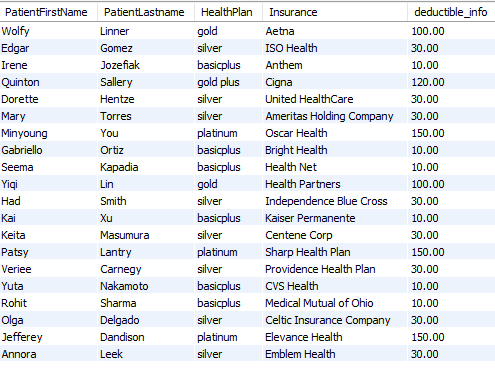 PatientFirstName PatientLastname HealthPlan Insurance deductible_info
Wolfy Linner gold Aetna 100.00
Edgar Gomez silver ISO Health 30.00
Irene Jozefiak basicplus Anthem 10.00
Quinton Sallery gold plus Cigna 120.00
Dorette Hentze silver United HealthCare 30.00
Mary Torres silver Ameritas Holding Company 30.00
Minyoung You platinum Oscar Health 150.00
Gabriello Ortiz basicplus Bright Health 10.00
Seema Kapadia basicplus Health Net 10.00
Yiqi Lin gold Health Partners 100.00
Had Smith silver Independence Blue Cross 30.00
Kai Xu basicplus Kaiser Permanente 10.00
Keita Masumura silver Centene Corp 30.00
Patsy Lantry platinum Sharp Health Plan 150.00
Veriee Carnegy silver Providence Health Plan 30.00
Yuta Nakamoto basicplus CVS Health 10.00
Rohit Sharma basicplus Medical Mutual of Ohio 10.00
Olga Delgado silver Celtic Insurance Company 30.00
Jefferey Dandison platinum Elevance Health 150.00
Annora Leek silver Emblem Health 30.00